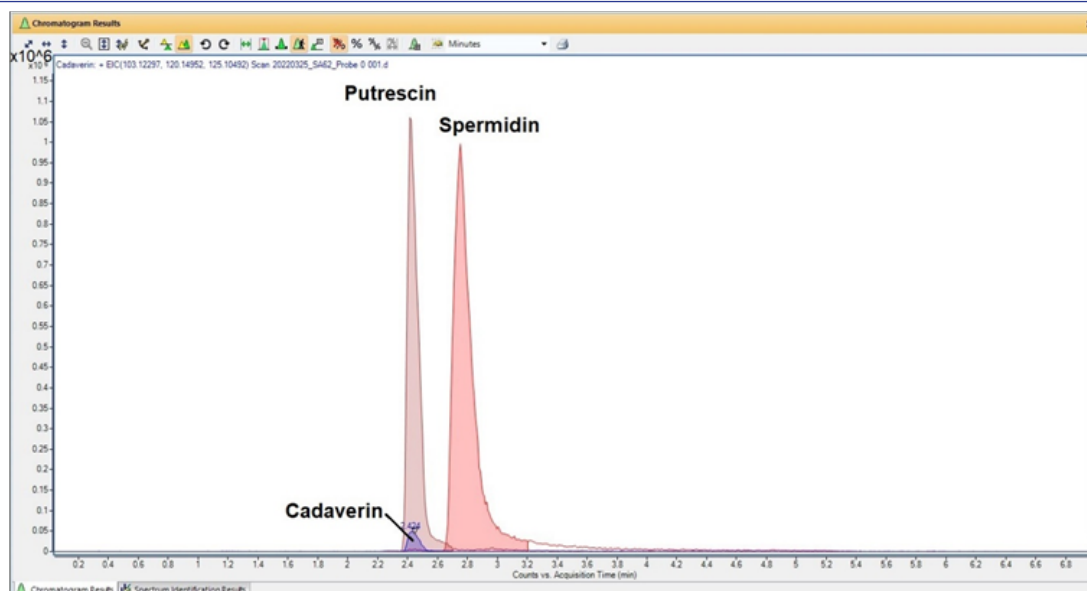 Chromatogram Results
Minutes
x10^6
Cadaverin: + EIC(103.12297, 120.14952, 125.10492) Scan 20220325_SA62_Probe 0 001.d
1.15
Putrescin
1.1
1.05
Spermidin
1
0.95
0.9
0.85
0.8
0.75
0.7
0.65
0.6
0.55
0.5
0.45
0.4
0.35
0.3
0.25
0.2
0.15
0.1
Cadaverin
2.424
0.05
0
0.2 0.4 0.6 0.8 1 1.2 1.4 1.6 1.8 2 2.2 2.4 2.6 2.8 3 3.2 3.4 3.6 3.8 4 4.2 4.4 4.6 4.8 5 5.2 5.4 5.6 5.8 6 6.2 6.4 6.6 6.8
Counts vs. Acquisition Time (min)
Chromatogram Results Spectrum Identification Results